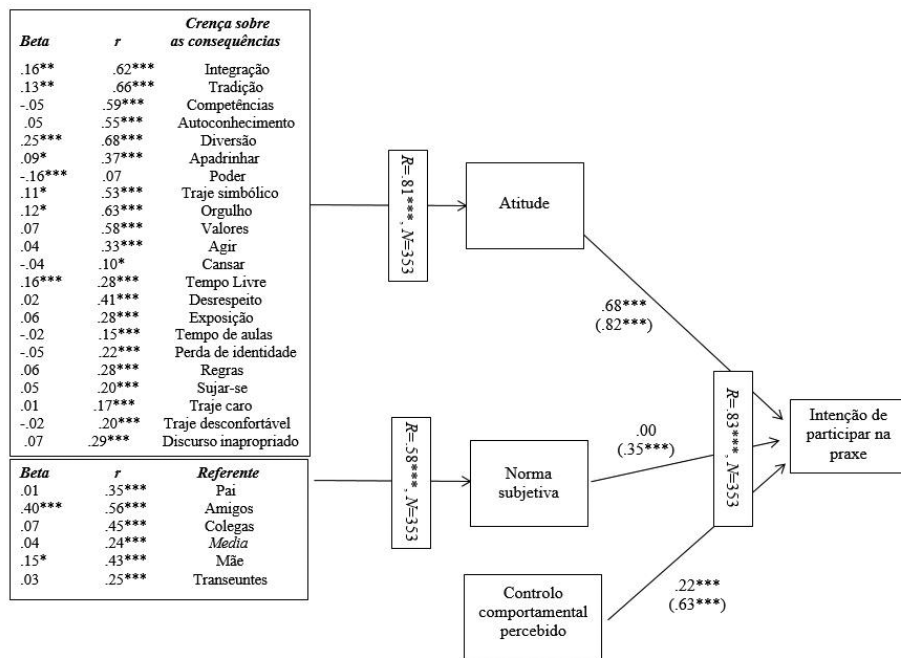 Beta r Crença sobre as consequências
.16** .62*** Integração
.13** .66*** Tradição
-.05 .59*** Competências
.05 .55*** Autoconhecimento
.25*** .68*** Diversão
.09* .37*** Apadrinhar
-.16*** .07 Poder
.11* .53*** Traje simbólico
.12* .63*** Orgulho
.07 .58*** Valores
.04 .33*** Agir
-.04 .10* Cansar
.16*** .28*** Tempo Livre
.02 .41*** Desrespeito
.06 .28*** Exposição
-.02 .15*** Tempo de aulas
-.05 .22*** Perda de identidade
.06 .28*** Regras
.05 .20*** Sujar-se
.01 .17*** Traje caro
-.02 .20*** Traje desconfortável
.07 .29*** Discurso inapropriado
Beta r Referente
.01 .35*** Pai
.40*** .56*** Amigos
.07 .45*** Colegas
.04 .24*** Media
.15* .43*** Mãe
.03 .25*** Transeuntes
R=.81***, N=353
Atitude
.68***
(.82***)
R=.58***, N=353
Norma
subjetiva
.00
(.35***)
R=.83***, N=353
Intenção de
participar na
praxe
Controlo
comportamental
percebido
.22***
(.63***)